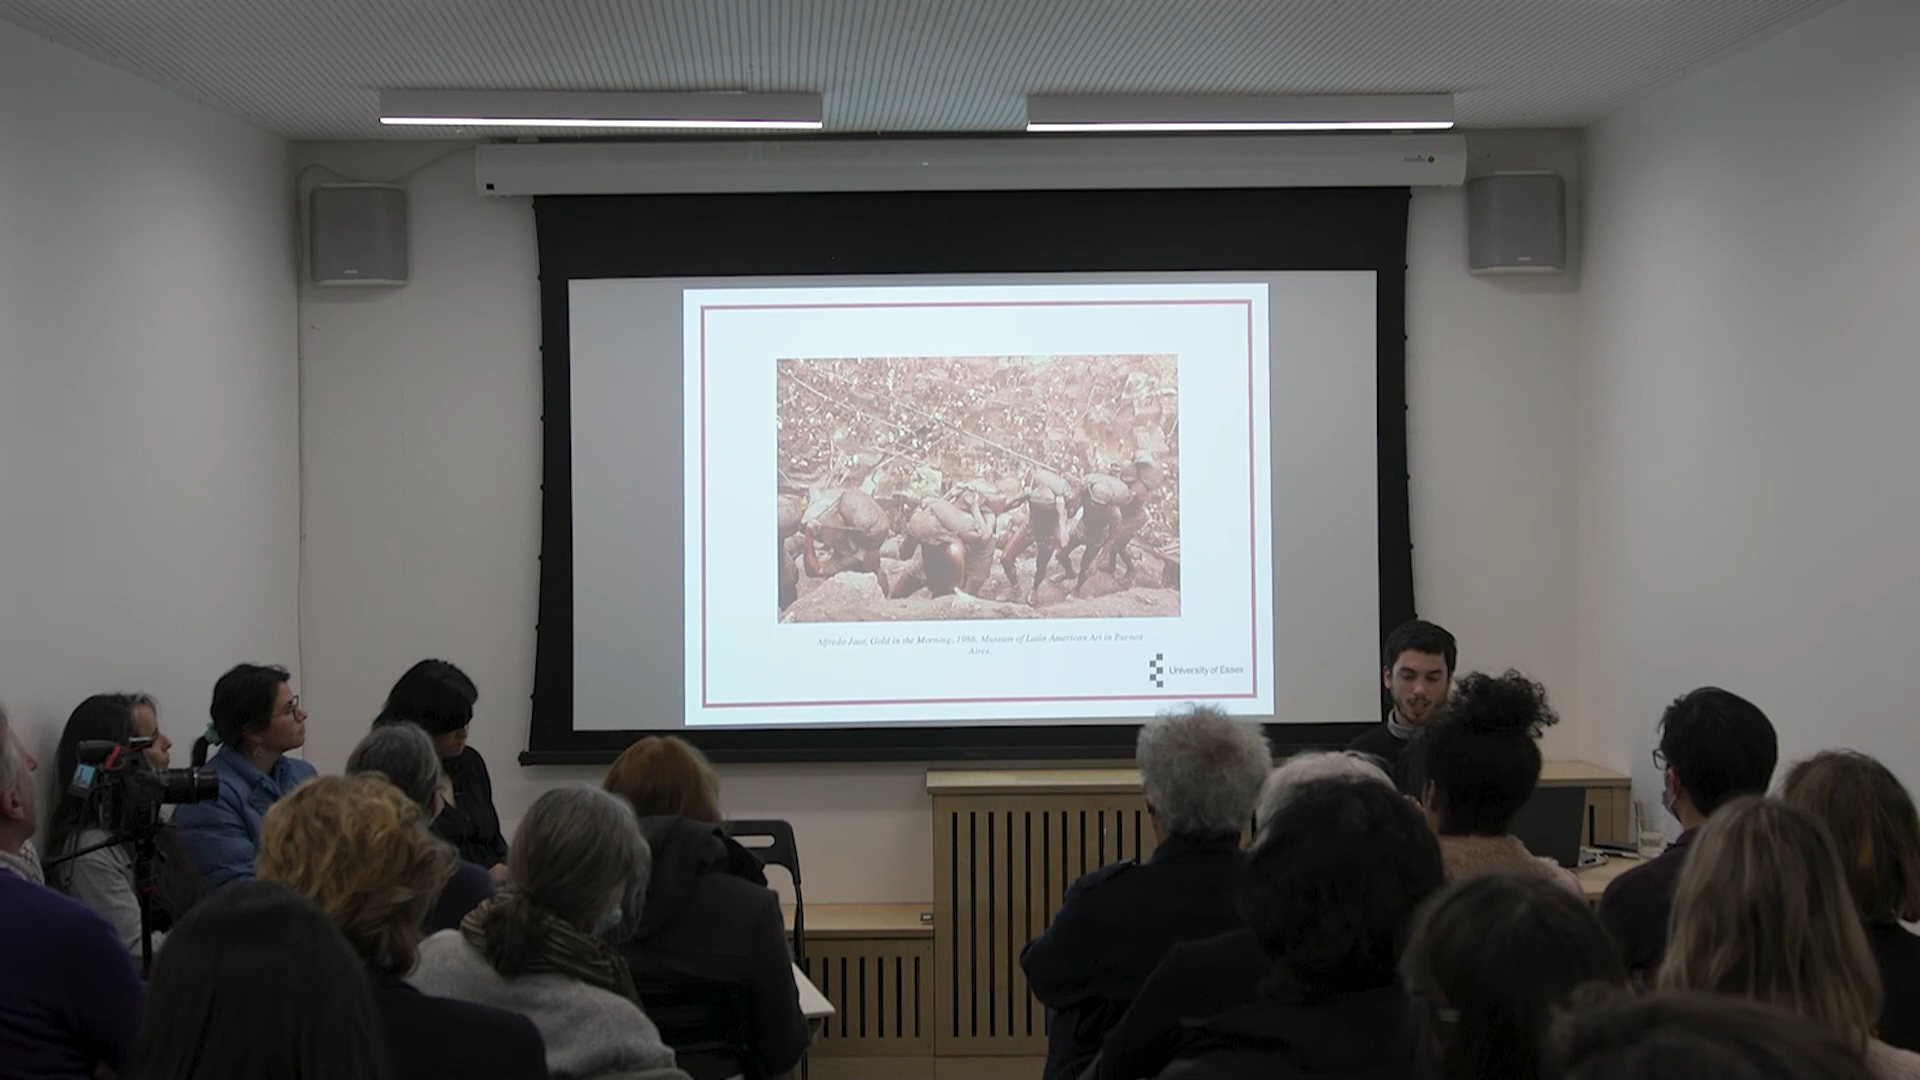 Alfredo Jaar, Gold in the Morning, 1986, Museum of Latin American Art in Buenos
Aires.
University of Essex